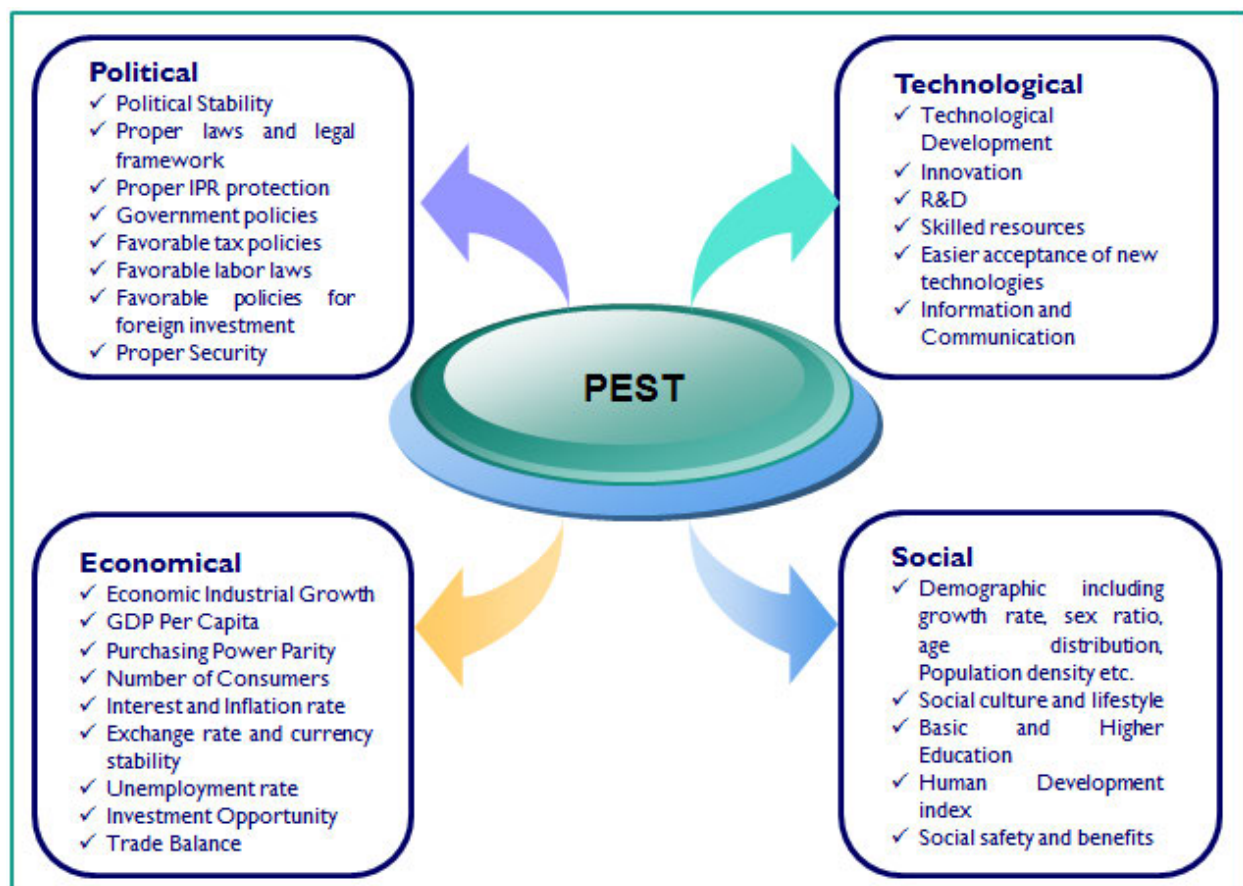 Political
✓ Political Stability
✓ Proper laws and legal
framework
✓ Proper IPR protection
✓ Government policies
✓ Favorable tax policies
✓ Favorable labor laws
✓ Favorable policies for
foreign investment
✓ Proper Security
Technological
✓ Technological
Development
✓ Innovation
✓ R&D
✓ Skilled resources
✓ Easier acceptance of new
technologies
✓ Information and
Communication
PEST
Economical
✓ Economic Industrial Growth
✓ GDP Per Capita
✓ Purchasing Power Parity
✓ Number of Consumers
✓ Interest and Inflation rate
✓ Exchange rate and currency
stability
✓ Unemployment rate
✓ Investment Opportunity
✓ Trade Balance
Social
✓ Demographic including
growth rate, sex ratio,
age distribution,
Population density etc.
✓ Social culture and lifestyle
✓ Basic and Higher
Education
✓ Human Development
index
✓ Social safety and benefits